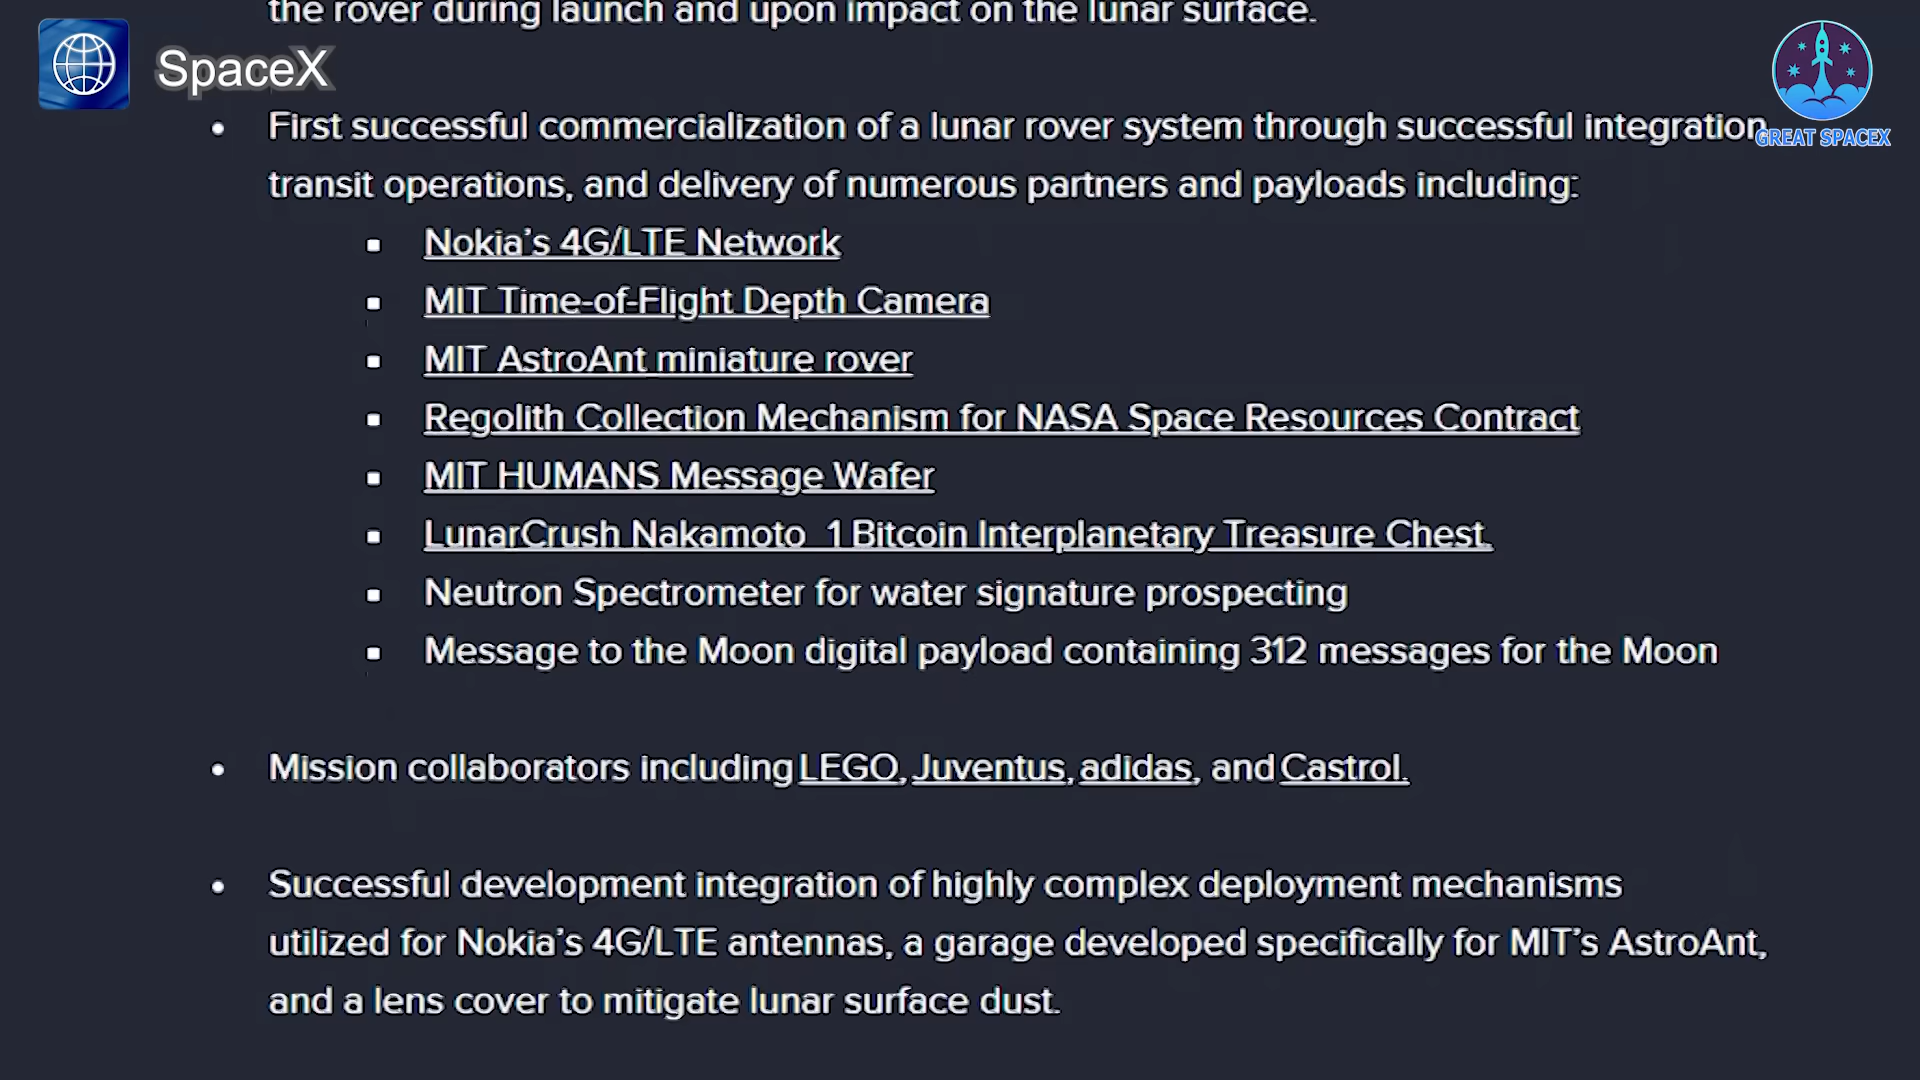 the rover during launch and upon impact on the lunar surface.
SpaceX
GREAT SPACEX
• First successful commercialization of a lunar rover system through successful integration,
transit operations, and delivery of numerous partners and payloads including:
▪ Nokia’s 4G/LTE Network
▪ MIT Time-of-Flight Depth Camera
▪ MIT AstroAnt miniature rover
▪ Regolith Collection Mechanism for NASA Space Resources Contract
▪ MIT HUMANS Message Wafer
▪ LunarCrush Nakamoto_1 Bitcoin Interplanetary Treasure Chest.
▪ Neutron Spectrometer for water signature prospecting
▪ Message to the Moon digital payload containing 312 messages for the Moon
• Mission collaborators including LEGO, Juventus, adidas, and Castrol.
• Successful development integration of highly complex deployment mechanisms
utilized for Nokia’s 4G/LTE antennas, a garage developed specifically for MIT’s AstroAnt,
and a lens cover to mitigate lunar surface dust.